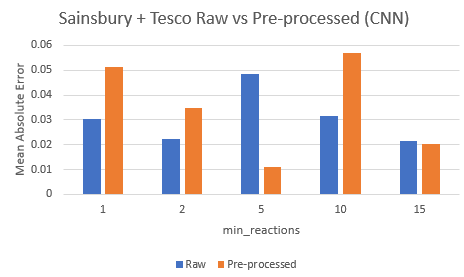 Sainsbury + Tesco Raw vs Pre-processed (CNN)
0.06
0.05
0.04
0.03
0.02
0.01
0
Mean Absolute Error
1 2 5 10 15
min_reactions
Raw Pre-processed